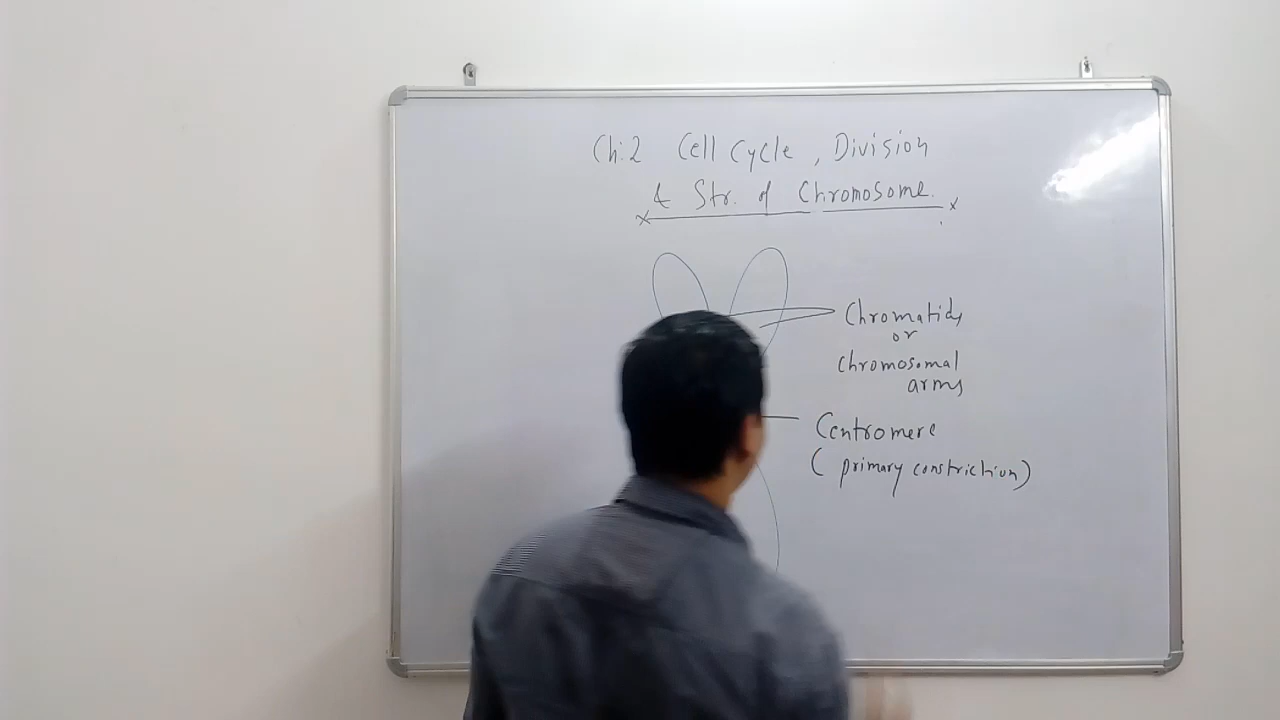 Ch:2 Cell Cycle, Division
& Str. of Chromosome.
Chromatids
or
chromosomal
arms
Centromere
( primary constriction)